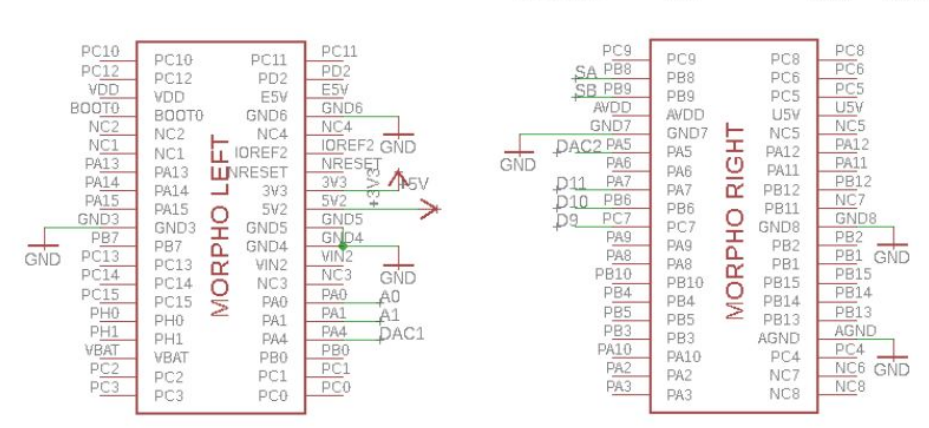 PC10 PC10 PC11 PC11
PC12 PC12 PD2 PD2
VDD VDD E5V E5V
BOOT0 BOOT0 GND6 GND6
NC2 NC2 NC4 NC4
GND
NC1 NC1 IOREF2 IOREF2
PA13 PA13 NRESET NRESET
PA14 PA14 3V3 3V3 +3V3 +5V
PA15 PA15 5V2 5V2
GND3 GND3 GND5 GND5
PB7 PB7 GND4 GND4
GND
PC13 PC13 VIN2 VIN2
PC14 PC14 NC3 NC3
GND
PC15 PC15 PA0 PA0 A0
PH0 PH0 PA1 PA1 A1
PH1 PH1 PA4 PA4 DAC1
VBAT VBAT PB0 PB0
PC2 PC2 PC1 PC1
PC3 PC3 PC0 PC0
MORPHO LEFT
PC9 PC9 PC8 PC8
SA PB8 PB8 PC6 PC6
SB PB9 PB9 PC5 PC5
AVDD AVDD U5V U5V
GND7 GND7 NC5 NC5
DAC2 PA5 PA5 PA12 PA12
GND
PA6 PA6 PA11 PA11
D11 PA7 PA7 PB12 PB12
D10 PB6 PB6 PB11 NC7
D9 PC7 PC7 GND8 GND8
PA9 PA9 PB2 PB2
PA8 PA8 PB1 PB1
GND
PB10 PB10 PB15 PB15
PB4 PB4 PB14 PB14
PB5 PB5 PB13 PB13
PB3 PB3 AGND AGND
PA10 PA10 PC4 PC4
GND
PA2 PA2 NC7 NC6
PA3 PA3 NC8 NC8
MORPHO RIGHT